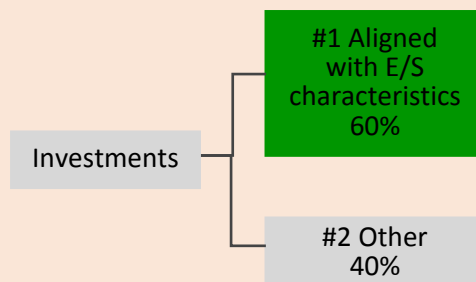 #1 Aligned
with E/S
characteristics
60%
Investments
#2 Other
40%